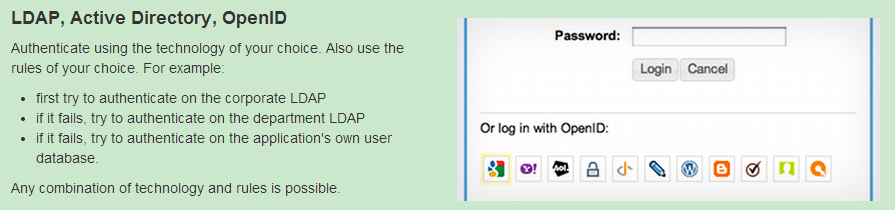 LDAP, Active Directory, OpenID
Authenticate using the technology of your choice. Also use the
rules of your choice. For example:
first try to authenticate on the corporate LDAP
if it fails, try to authenticate on the department LDAP
if it fails, try to authenticate on the application's own user
database.
Any combination of technology and rules is possible.
Password:
Login Cancel
Or log in with OpenID:
Y! AOL